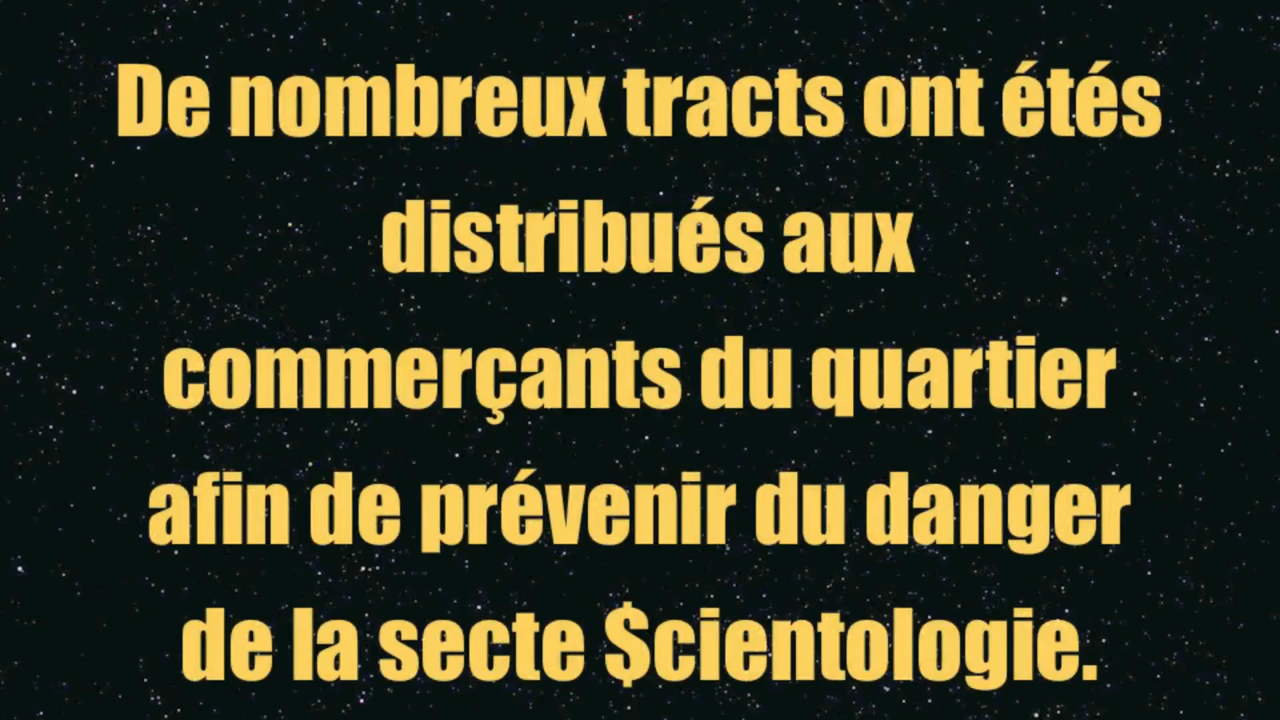 De nombreux tracts ont étés
distribués aux
commerçants du quartier
afin de prévenir du danger
de la secte $cientologie.